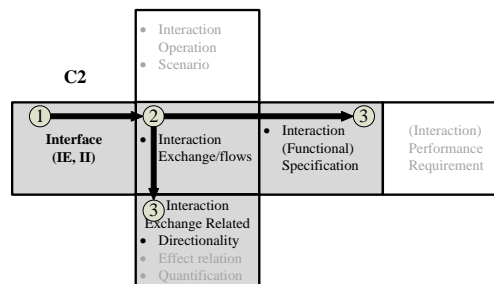 • Interaction
Operation
• Scenario
C2
1
2
3
Interface
(IE, II)
• Interaction
Exchange/flows
• Interaction
(Functional)
Specification
(Interaction)
Performance
Requirement
3
Interaction
Exchange Related
• Directionality
• Effect relation
• Quantification